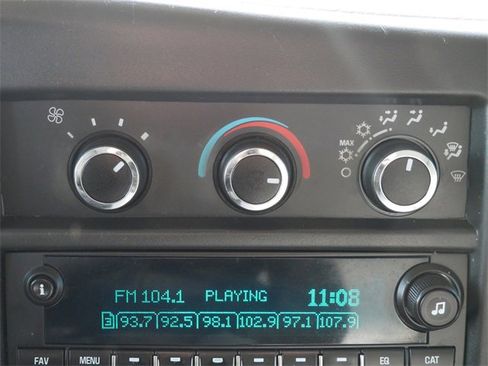 MAX
FM 104.1 PLAYING 11:08
3 93.7 92.5 98.1 102.9 97.1 107.9
FAV MENU EQ CAT